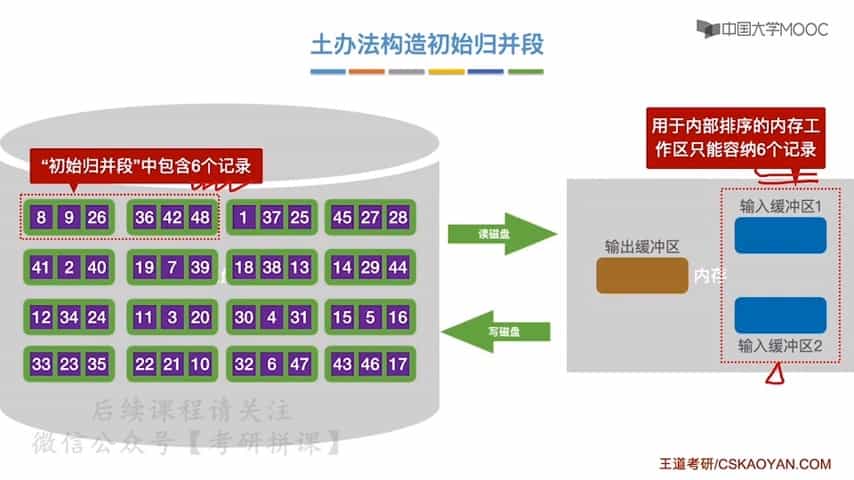 土办法构造初始归并段
中国大学MOOC
“初始归并段”中包含6个记录
用于内部排序的内存工
作区只能容纳6个记录
8 9 26 36 42 48 1 37 25 45 27 28
41 2 40 19 7 39 18 38 13 14 29 44
12 34 24 11 3 20 30 4 31 15 5 16
33 23 35 22 21 10 32 6 47 43 46 17
读磁盘
写磁盘
输出缓冲区
内存
输入缓冲区1
输入缓冲区2
后续课程请关注
微信公众号【考研拼课】
王道考研/CSKAOYAN.COM